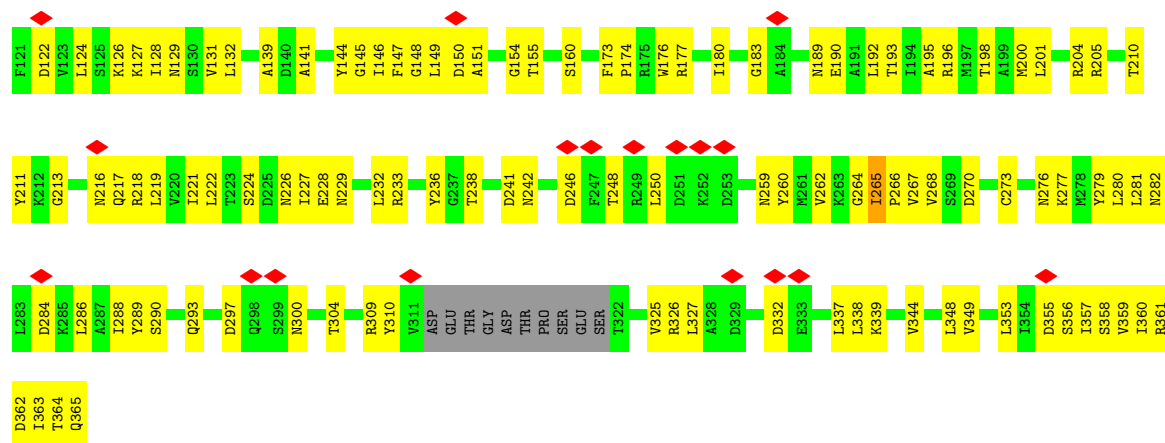 F121 D122 V123 L124 S125 K126 K127 I128 N129 S130 V131 L132 A139 D140 A141 Y144 G145 I146 F147 G148 L149 D150 A151 G154 T155 S160 F173 P174 R175 W176 R177 I180 G183 A184 N189 E190 A191 L192 T193 I194 A195 R196 M197 T198 A199 M200 L201 R204 R205 T210
Y211 K212 G213 N216 Q217 R218 L219 V220 I221 L222 T223 S224 D225 N226 I227 E228 N229 L232 R233 Y236 G237 T238 D241 N242 D246 F247 T248 R249 L250 D251 K252 D253 N259 Y260 M261 V262 K263 G264 I265 P266 V267 V268 S269 D270 C273 N276 K277 M278 Y279 L280 L281 N282
L283 D284 K285 L286 A287 I288 Y289 S290 Q293 D297 Q298 S299 N300 T304 R309 Y310 V311 ASP GLU THR GLY ASP THR PRO SER GLU SER T322 V325 R326 L327 A328 D329 D332 E333 L337 L338 K339 V344 L348 V349 L353 I354 D355 S356 I357 S358 V359 I360 R361
D362 I363 T364 Q365